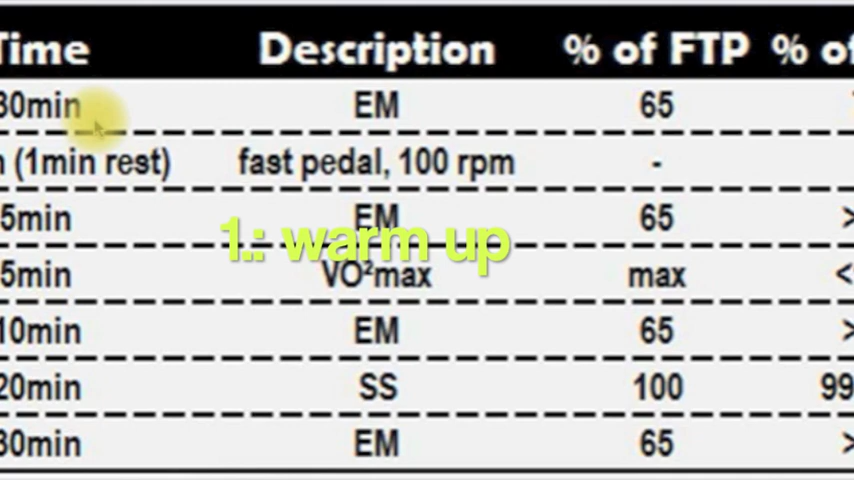 Time Description % of FTP % of
30min EM 65
(1min rest) fast pedal, 100 rpm -
5min EM 65 >
1.: warm up
5min VO²max max <
10min EM 65 >
20min SS 100 99
30min EM 65 >